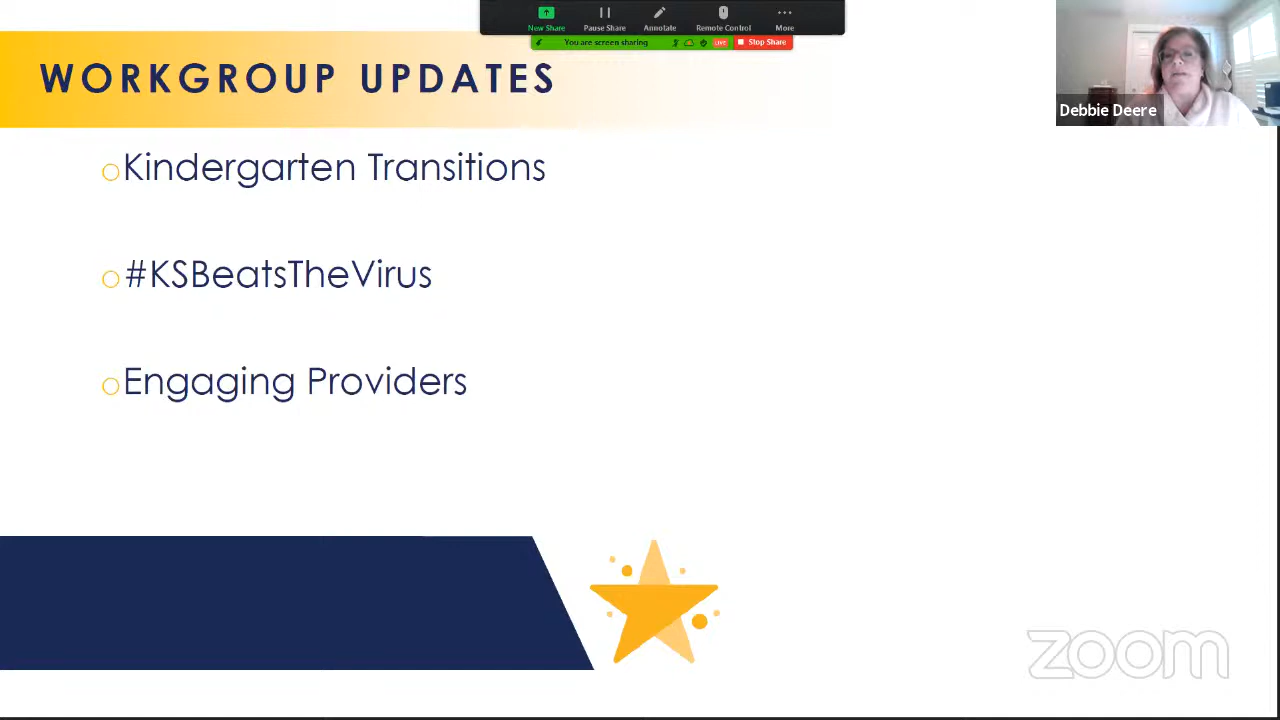 New Share
Pause Share
Annotate
Remote Control
More
You are screen sharing
LIVE
Stop Share
WORKGROUP UPDATES
Debbie Deere
Kindergarten Transitions
#KSBeatsTheVirus
Engaging Providers
zoom